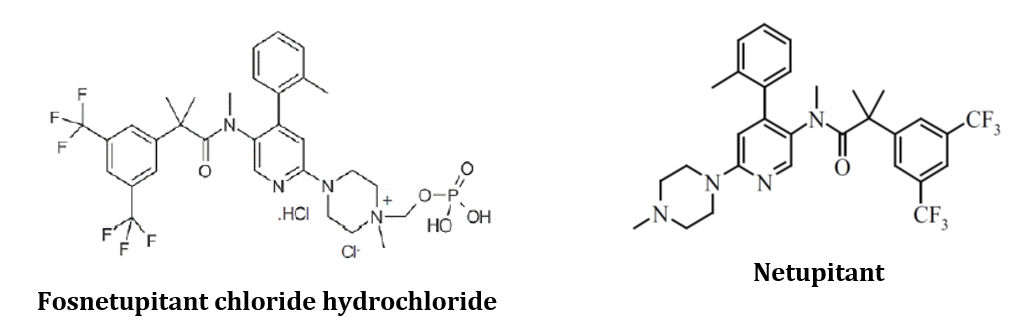 F
F
F
N
O
N
N
.HCl
N
+
Cl-
O
P
O
HO
OH
F
F
F
Fosnetupitant chloride hydrochloride
N
O
CF3
CF3
N
N
N
Netupitant